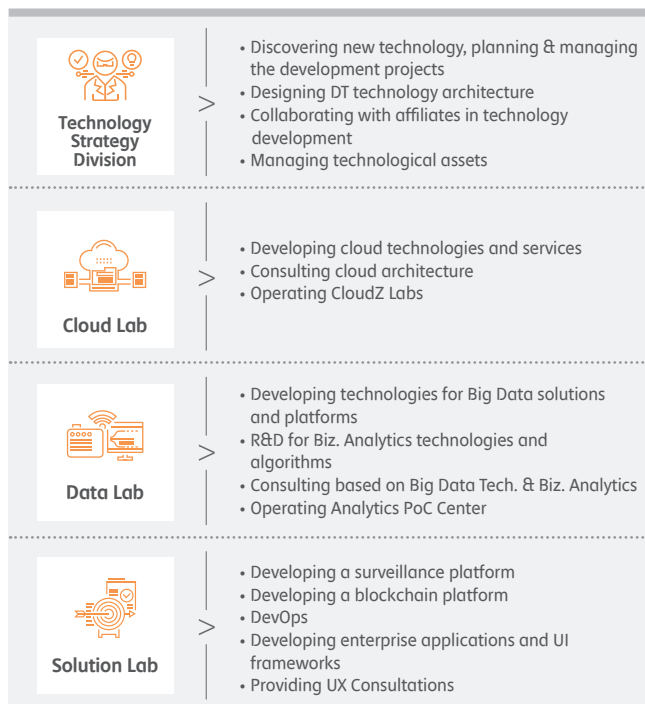 Technology
Strategy
Division
>
• Discovering new technology, planning & managing
the development projects
• Designing DT technology architecture
• Collaborating with affiliates in technology
development
• Managing technological assets
Cloud Lab
>
• Developing cloud technologies and services
• Consulting cloud architecture
• Operating CloudZ Labs
Data Lab
>
• Developing technologies for Big Data solutions
and platforms
• R&D for Biz. Analytics technologies and
algorithms
• Consulting based on Big Data Tech. & Biz. Analytics
• Operating Analytics PoC Center
Solution Lab
>
• Developing a surveillance platform
• Developing a blockchain platform
• DevOps
• Developing enterprise applications and UI
frameworks
• Providing UX Consultations